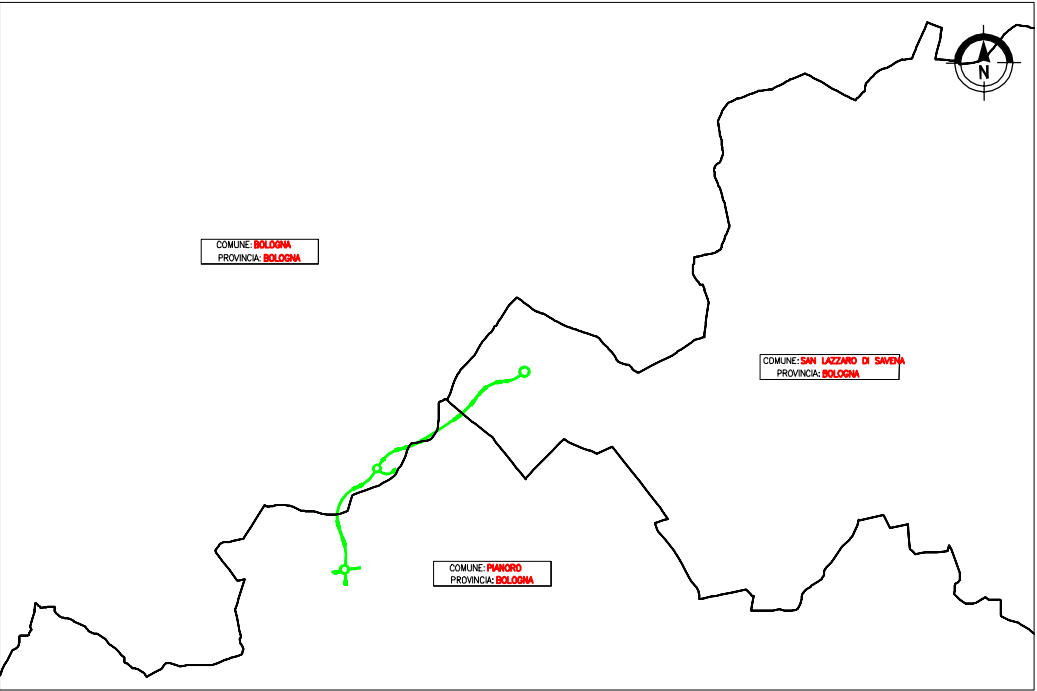 N
COMUNE: BOLOGNA
PROVINCIA: BOLOGNA
COMUNE: SAN LAZZARO DI SAVENA
PROVINCIA: BOLOGNA
COMUNE: PIANORO
PROVINCIA: BOLOGNA